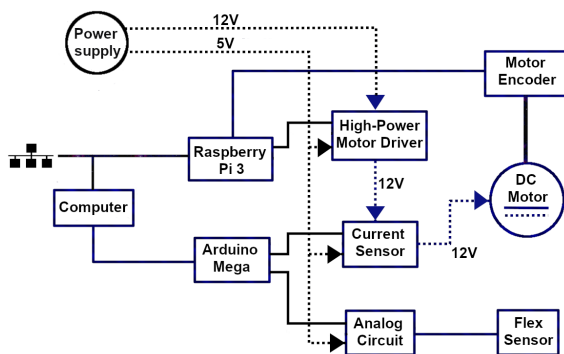 12V
Power
supply
5V
Motor
Encoder
High-Power
Motor Driver
Raspberry
Pi 3
12V
DC
Motor
Computer
Current
Sensor
Arduino
Mega
12V
Analog
Circuit
Flex
Sensor